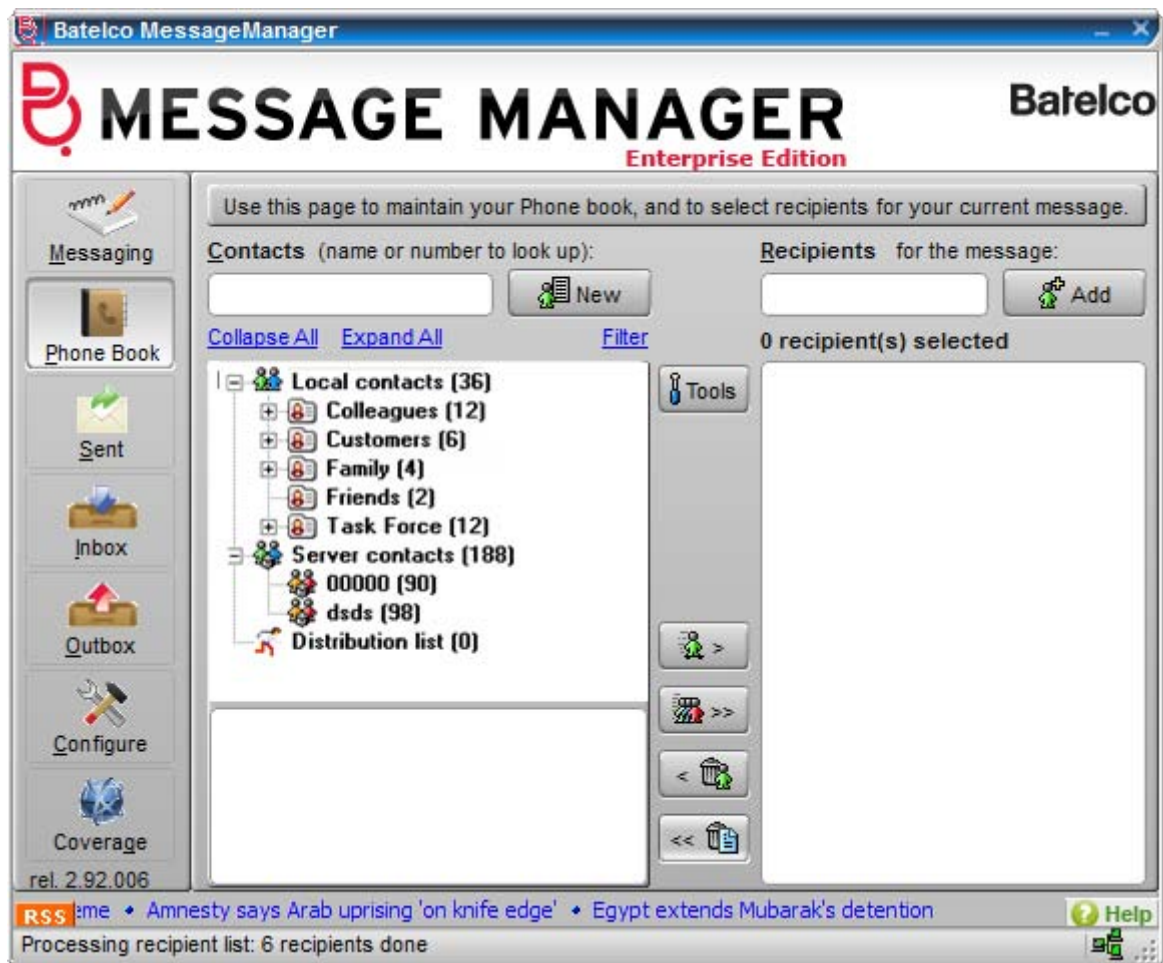 Batelco MessageManager
MESSAGE MANAGER
Enterprise Edition
Batelco
Messaging
Phone Book
Sent
Inbox
Outbox
Configure
Coverage
rel. 2.92.006
Use this page to maintain your Phone book, and to select recipients for your current message.
Contacts (name or number to look up):
New
Collapse All Expand All Filter
Local contacts (36)
Colleagues (12)
Customers (6)
Family (4)
Friends (2)
Task Force (12)
Server contacts (188)
00000 (90)
dsds (98)
Distribution list (0)
Tools
>
>>
<
<<
Recipients for the message:
Add
0 recipient(s) selected
RSS eme • Amnesty says Arab uprising 'on knife edge' • Egypt extends Mubarak's detention
Help
Processing recipient list: 6 recipients done